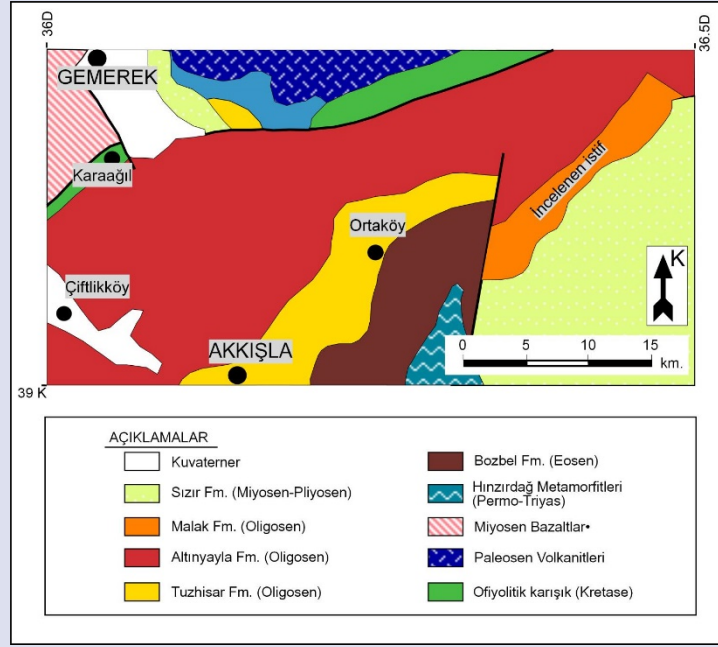 36D
36.5D
GEMEREK
Karaağıl
İncelenen istif
Ortaköy
K
Çiftlikköy
AKKIŞLA
0 5 10 15
km.
39 K
AÇIKLAMALAR
Kuvaterner
Sızır Fm. (Miyosen-Pliyosen)
Malak Fm. (Oligosen)
Altınyayla Fm. (Oligosen)
Tuzhisar Fm. (Oligosen)
Bozbel Fm. (Eosen)
Hınzırdağ Metamorfitleri
(Permo-Triyas)
Miyosen Bazaltlar•
Paleosen Volkanitleri
Ofiyolitik karışık (Kretase)